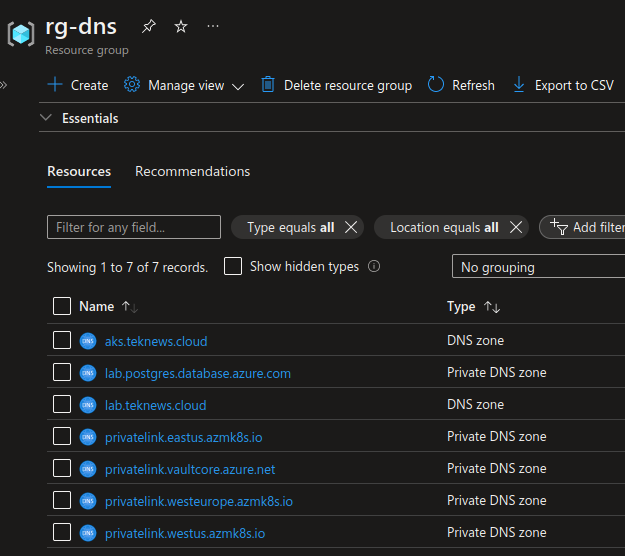 rg-dns
Resource group
Create Manage view Delete resource group Refresh Export to CSV
Essentials
Resources Recommendations
Filter for any field... Type equals all Location equals all Add filter
Showing 1 to 7 of 7 records. Show hidden types No grouping
Name Type
aks.teknews.cloud DNS zone
lab.postgres.database.azure.com Private DNS zone
lab.teknews.cloud DNS zone
privatelink.eastus.azmk8s.io Private DNS zone
privatelink.vaultcore.azure.net Private DNS zone
privatelink.westeurope.azmk8s.io Private DNS zone
privatelink.westus.azmk8s.io Private DNS zone